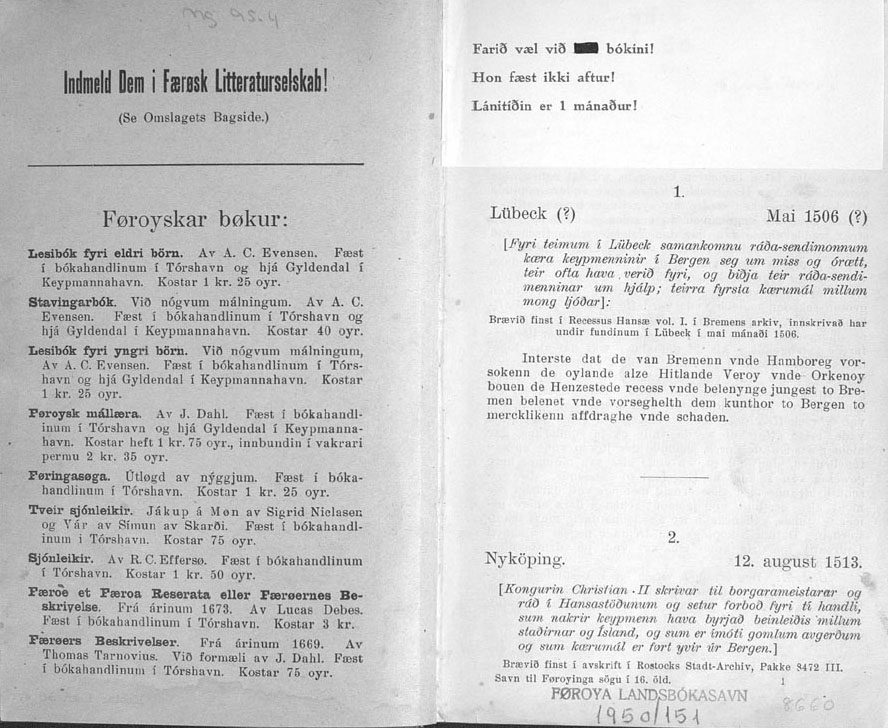 Indmeld Dem i Færøsk Litteraturselskab!
(Se Omslagets Bagside.)
Føroyskar bøkur:
Lesibók fyri eldri börn. Av A. C. Evensen. Fæst
í bókahandlinum í Tórshavn og hjá Gyldendal í
Keypmannahavn. Kostar 1 kr. 25 oyr.
Stavingarbók. Við nógvum málningum. Av A. C.
Evensen. Fæst í bókahandlinum í Tórshavn og
hjá Gyldendal í Keypmannahavn. Kostar 40 oyr.
Lesibók fyri yngri börn. Við nógvum málningum,
Av A. C. Evensen. Fæst í bókahandlinum í Tórs-
havn og hjá Gyldendal í Keypmannahavn. Kostar
1 kr. 25 oyr.
Føroysk mállæra. Av J. Dahl. Fæst í bókahandl-
inum í Tórshavn og hjá Gyldendal í Keypmanna-
havn. Kostar heft 1 kr. 75 oyr., innbundin í vakrari
permu 2 kr. 35 oyr.
Føringasøga. Útløgd av nýggjum. Fæst í bóka-
handlinum í Tórshavn. Kostar 1 kr. 25 oyr.
Tveir sjónleikir. Jákup á Møn av Sigrid Nielsen
og Vár av Símun av Skarði. Fæst í bókahandl-
inum í Tórshavn. Kostar 75 oyr.
Sjónleikir. Av R. C. Effersø. Fæst í bókahandlinum
í Tórshavn. Kostar 1 kr. 50 oyr.
Færoë et Færoa Reserata eller Færøernes Be-
skrivelse. Frá árinum 1673. Av Lucas Debes.
Fæst í bókahandlinum í Tórshavn. Kostar 3 kr.
Færøers Beskrivelser. Frá árinum 1669. Av
Thomas Tarnovius. Við formæli av J. Dahl. Fæst
í bókahandlinum í Tórshavn. Kostar 75 oyr.
Farið væl við bókini!
Hon fæst ikki aftur!
Lánitíðin er 1 mánaður!
1.
Lübeck (?) Mai 1506 (?)
[Fyri teimum í Lübeck samankomnu ráða-sendimonnum
kæra keypmenninir í Bergen seg um miss og órætt,
teir ofta hava verið fyri, og biðja teir ráða-sendi-
menninar um hjálp; teirra fyrsta kærumál millum
mong ljóðar]:
Brævið finst í Recessus Hansæ vol. I. í Bremens arkiv, innskrivað har
undir fundinum í Lübeck í mai mánaði 1506.
Interste dat de van Bremenn vnde Hamboreg vor-
sokenn de oylande alze Hitlande Veroy vnde Orkenoy
bouen de Henzestede recess vnde belenynge jungest to Bre-
men belenet vnde vorseghelth dem kunthor to Bergen to
mercklikenn affdraghe vnde schaden.
2.
Nyköping. 12. august 1513.
[Kongurin Christian II skrivar til borgarameistarar og
ráð í Hansastöðunum og setur forboð fyri tí handli,
sum nakrir keypmenn hava byrjað beinleiðis millum
staðirnar og Ísland, og sum er ímóti gomlum avgerðum
og sum kærumál er fort yvir úr Bergen.]
Brævið finst í avskrift í Rostocks Stadt-Archiv, Pakke 8472 III.
Savn til Føroyinga sögu í 16. öld. 1
FØROYA LANDSBÓKASAVN
1950/151